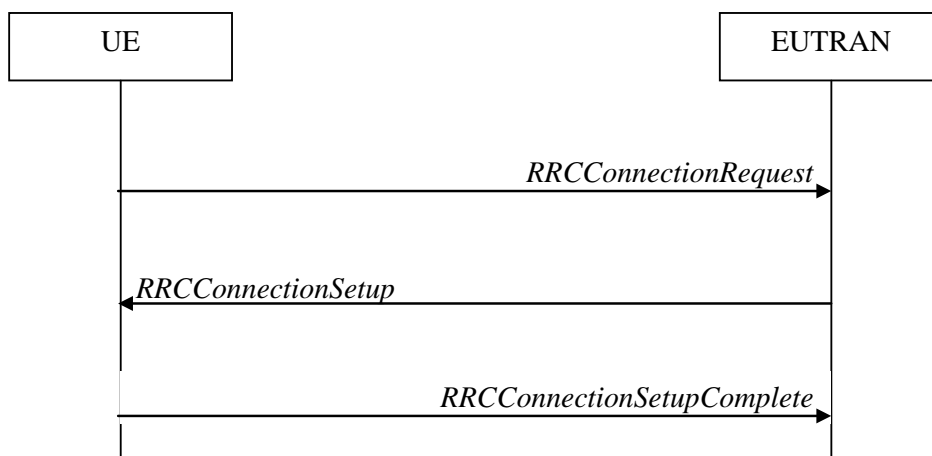 UE
EUTRAN
RRCConnectionRequest
RRCConnectionSetup
RRCConnectionSetupComplete